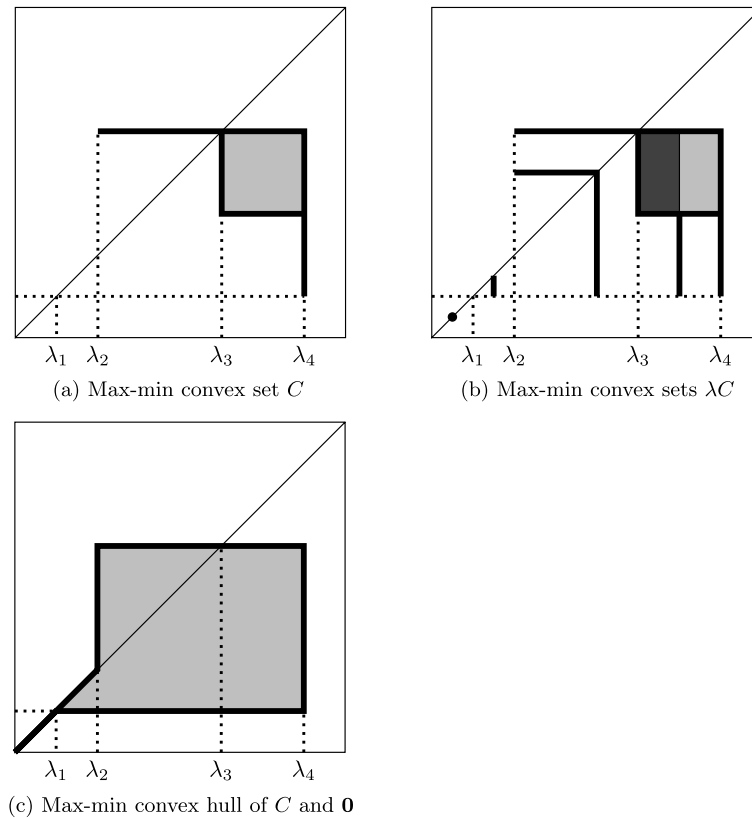 λ₁ λ₂ λ₃ λ₄
(a) Max-min convex set C
λ₁ λ₂ λ₃ λ₄
(b) Max-min convex sets λC
λ₁ λ₂ λ₃ λ₄
(c) Max-min convex hull of C and 0